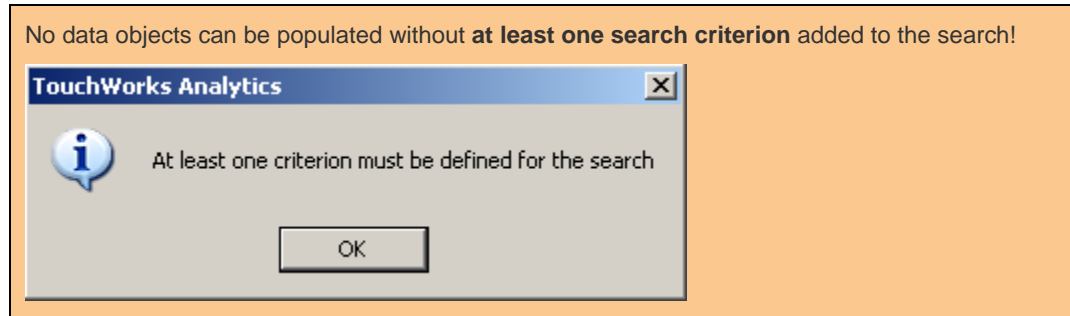 No data objects can be populated without at least one search criterion added to the search!
TouchWorks Analytics
At least one criterion must be defined for the search
OK